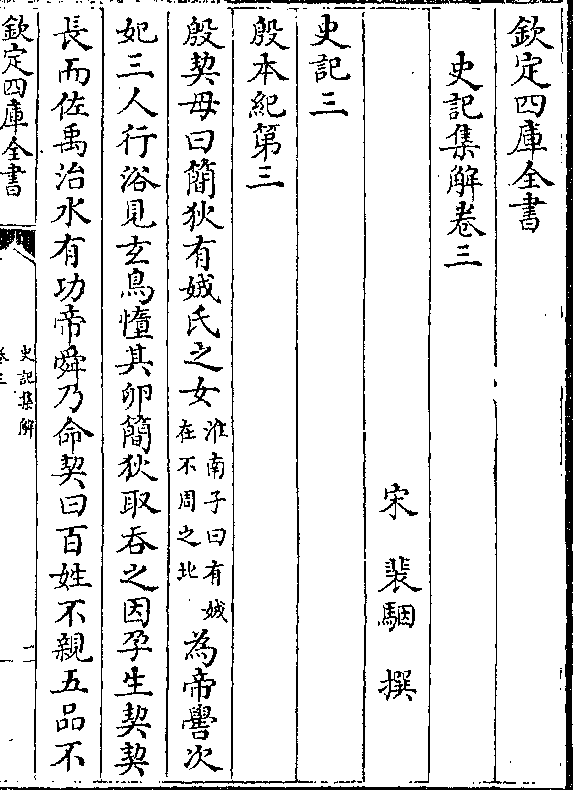 欽定四庫全書
史記集解卷三
宋 裴駰 撰
史記三
殷本紀第三
殷契母曰簡狄有娀氏之女淮南子曰有娀在不周之北為帝嚳次
妃三人行浴見玄鳥墮其卵簡狄取吞之因孕生契契
長而佐禹治水有功帝舜乃命契曰百姓不親五品不
欽定四庫全書
史記集解
卷三